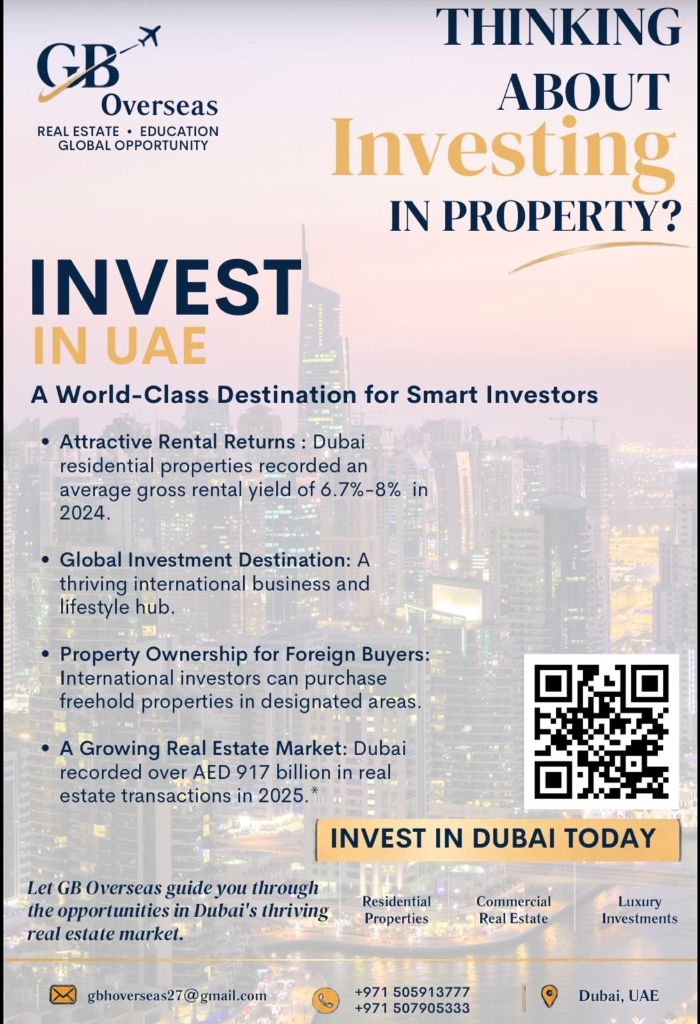 GB
Overseas
REAL ESTATE • EDUCATION
GLOBAL OPPORTUNITY
THINKING
ABOUT
Investing
IN PROPERTY?
INVEST
IN UAE
A World-Class Destination for Smart Investors
• Attractive Rental Returns : Dubai
residential properties recorded an
average gross rental yield of 6.7%-8% in
2024.
• Global Investment Destination: A
thriving international business and
lifestyle hub.
• Property Ownership for Foreign Buyers:
International investors can purchase
freehold properties in designated areas.
• A Growing Real Estate Market: Dubai
recorded over AED 917 billion in real
estate transactions in 2025.*
INVEST IN DUBAI TODAY
Let GB Overseas guide you through
the opportunities in Dubai's thriving
real estate market.
Residential
Properties
Commercial
Real Estate
Luxury
Investments
gbhoverseas27@gmail.com
+971 505913777
+971 507905333
Dubai, UAE